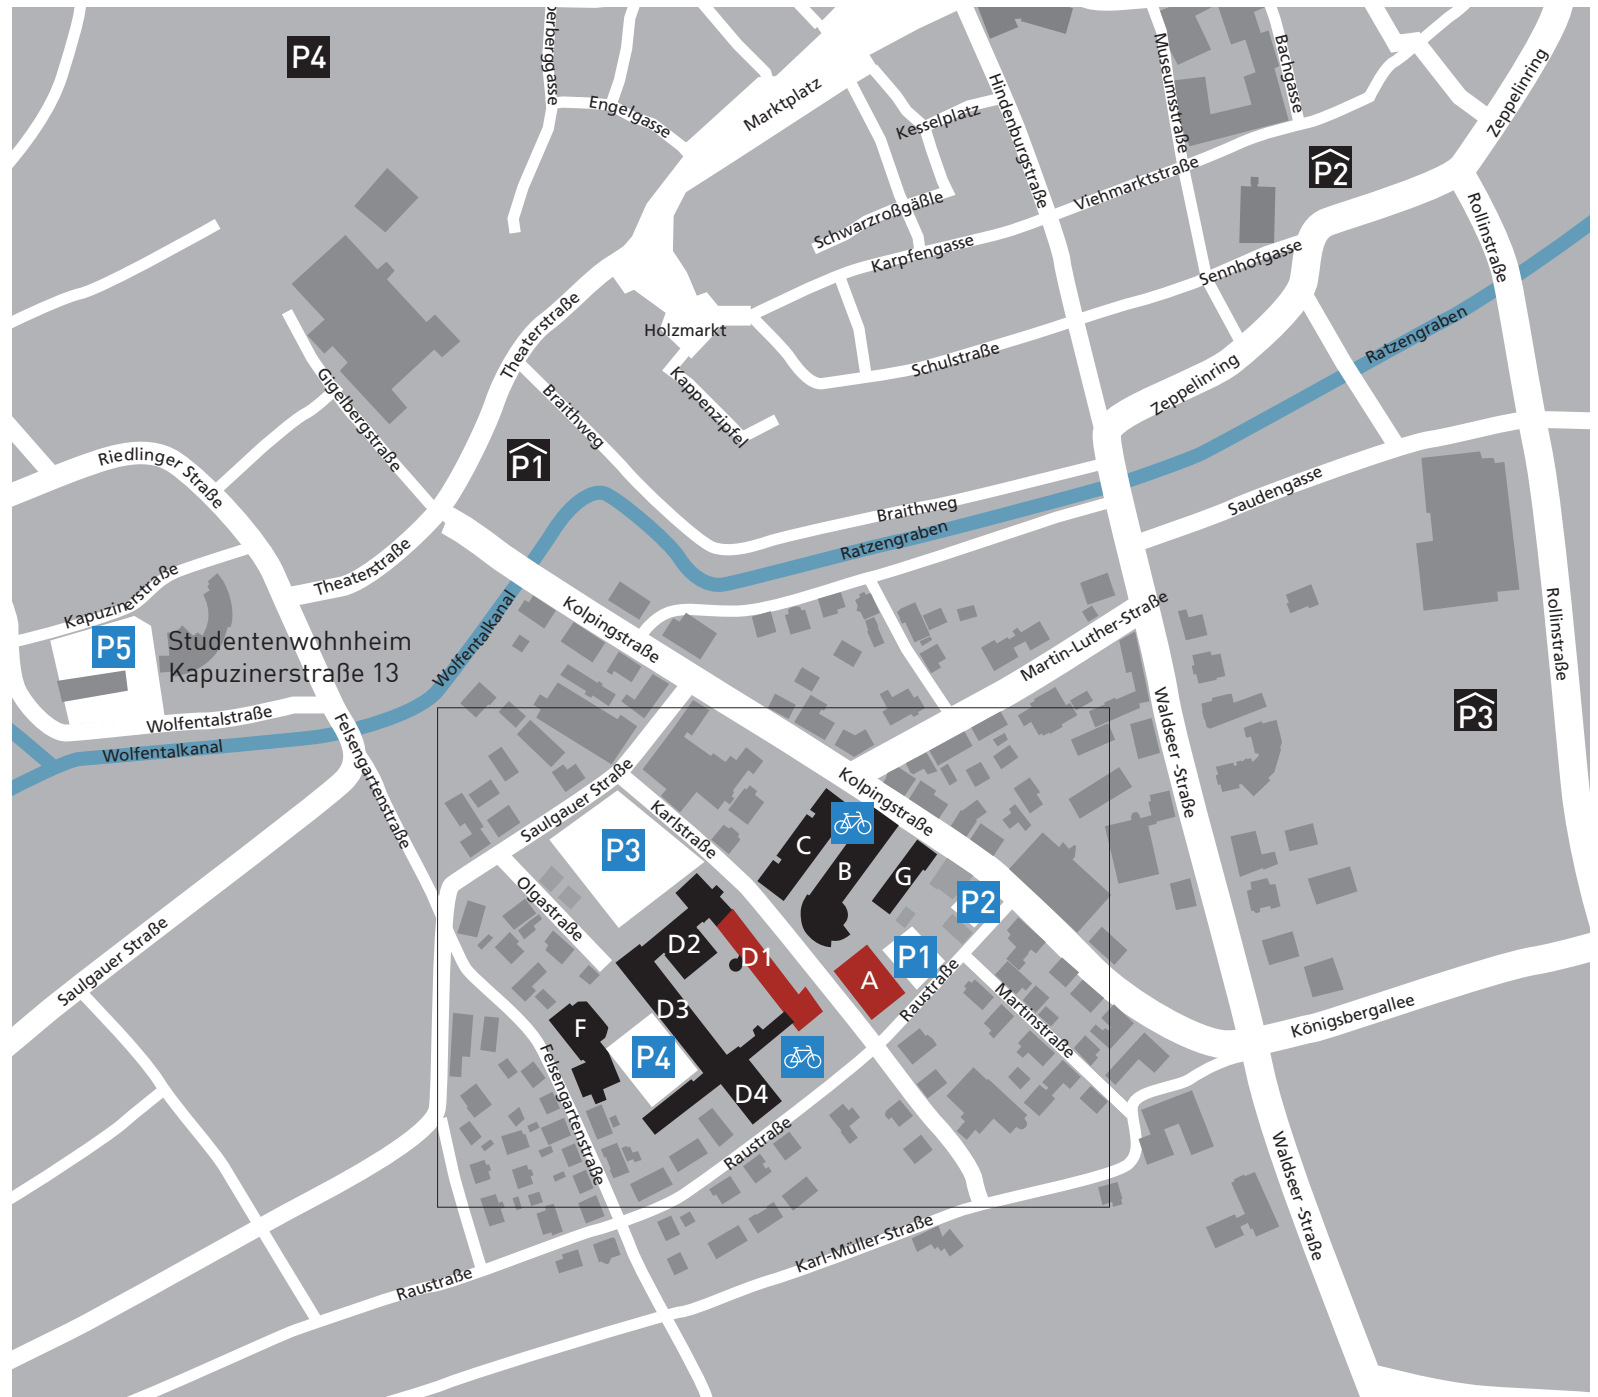 P4
Engelgasse
Marktplatz
Kesselplatz
Hindenburgstraße
Museumsstraße
Bachgasse
Zeppelinring
P2
Viehmarktstraße
Schwarzroßgäßle
Karpfengasse
Sennhofgasse
Rollinstraße
Theaterstraße
Holzmarkt
Ratzengraben
Schulstraße
Zeppelinring
Kappenzipfel
Gigelbergstraße
Braithweg
P1
Riedlinger Straße
Saudengasse
Braithweg
Ratzengraben
Theaterstraße
Kapuzinerstraße
P5
Studentenwohnheim
Kapuzinerstraße 13
Wolfentalkanal
Kolpingstraße
Martin-Luther-Straße
Rollinstraße
Wolfentalstraße
Wolfentalkanal
Felsengartenstraße
Waldseer -Straße
P3
Saulgauer Straße
Karlstraße
Kolpingstraße
P3
C
B
G
P2
Olgastraße
D2
D1
P1
A
Raustraße
Saulgauer Straße
D3
F
P4
Martinstraße
Königsbergallee
D4
Felsengartenstraße
Raustraße
Waldseer -Straße
Karl-Müller-Straße
Raustraße